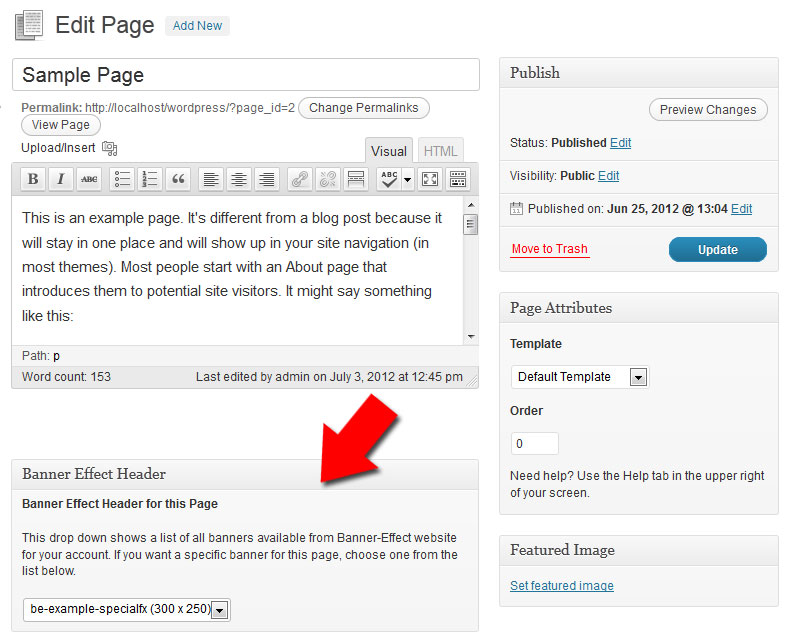 Edit Page Add New
Sample Page
Permalink: http://localhost/wordpress/?page_id=2 Change Permalinks
View Page
Upload/Insert
Visual HTML
B I ABC ABC
This is an example page. It's different from a blog post because it
will stay in one place and will show up in your site navigation (in
most themes). Most people start with an About page that
introduces them to potential site visitors. It might say something
like this:
Path: p
Word count: 153 Last edited by admin on July 3, 2012 at 12:45 pm
Banner Effect Header
Banner Effect Header for this Page
This drop down shows a list of all banners available from Banner-Effect website
for your account. If you want a specific banner for this page, choose one from the
list below.
be-example-specialfx (300 x 250)
Publish
Preview Changes
Status: Published Edit
Visibility: Public Edit
Published on: Jun 25, 2012 @ 13:04 Edit
Move to Trash Update
Page Attributes
Template
Default Template
Order
0
Need help? Use the Help tab in the upper right
of your screen.
Featured Image
Set featured image